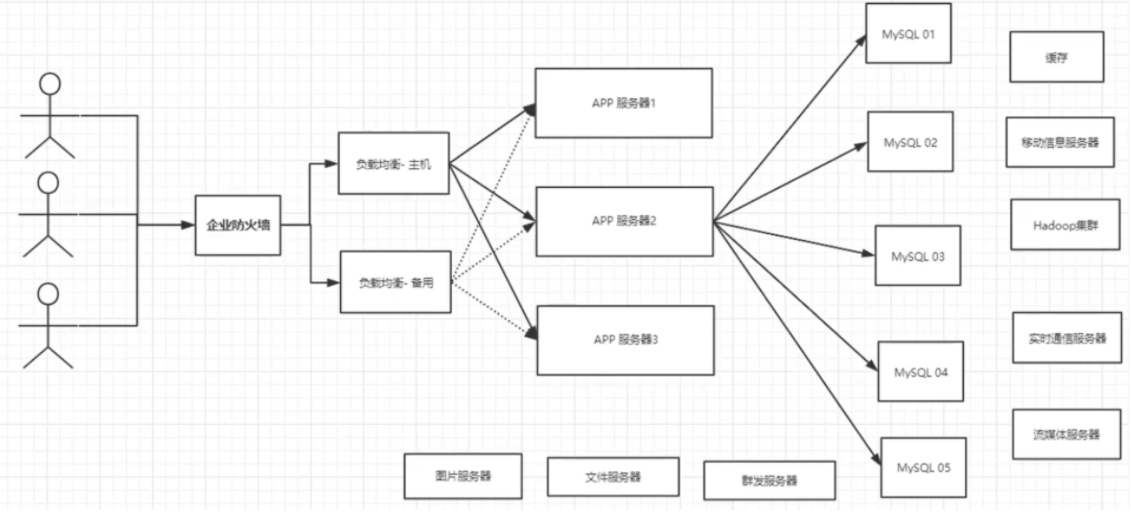 企业防火墙
负载均衡- 主机
负载均衡- 备用
APP 服务器1
APP 服务器2
APP 服务器3
MySQL 01
MySQL 02
MySQL 03
MySQL 04
MySQL 05
缓存
移动信息服务器
Hadoop集群
实时通信服务器
流媒体服务器
图片服务器
文件服务器
群发服务器